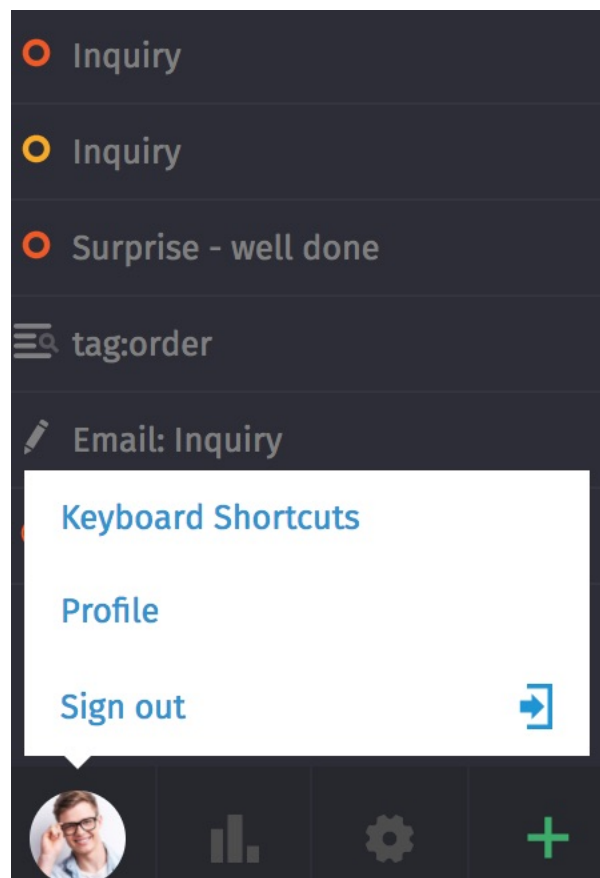 Inquiry
Inquiry
Surprise - well done
tag:order
Email: Inquiry
Keyboard Shortcuts
Profile
Sign out